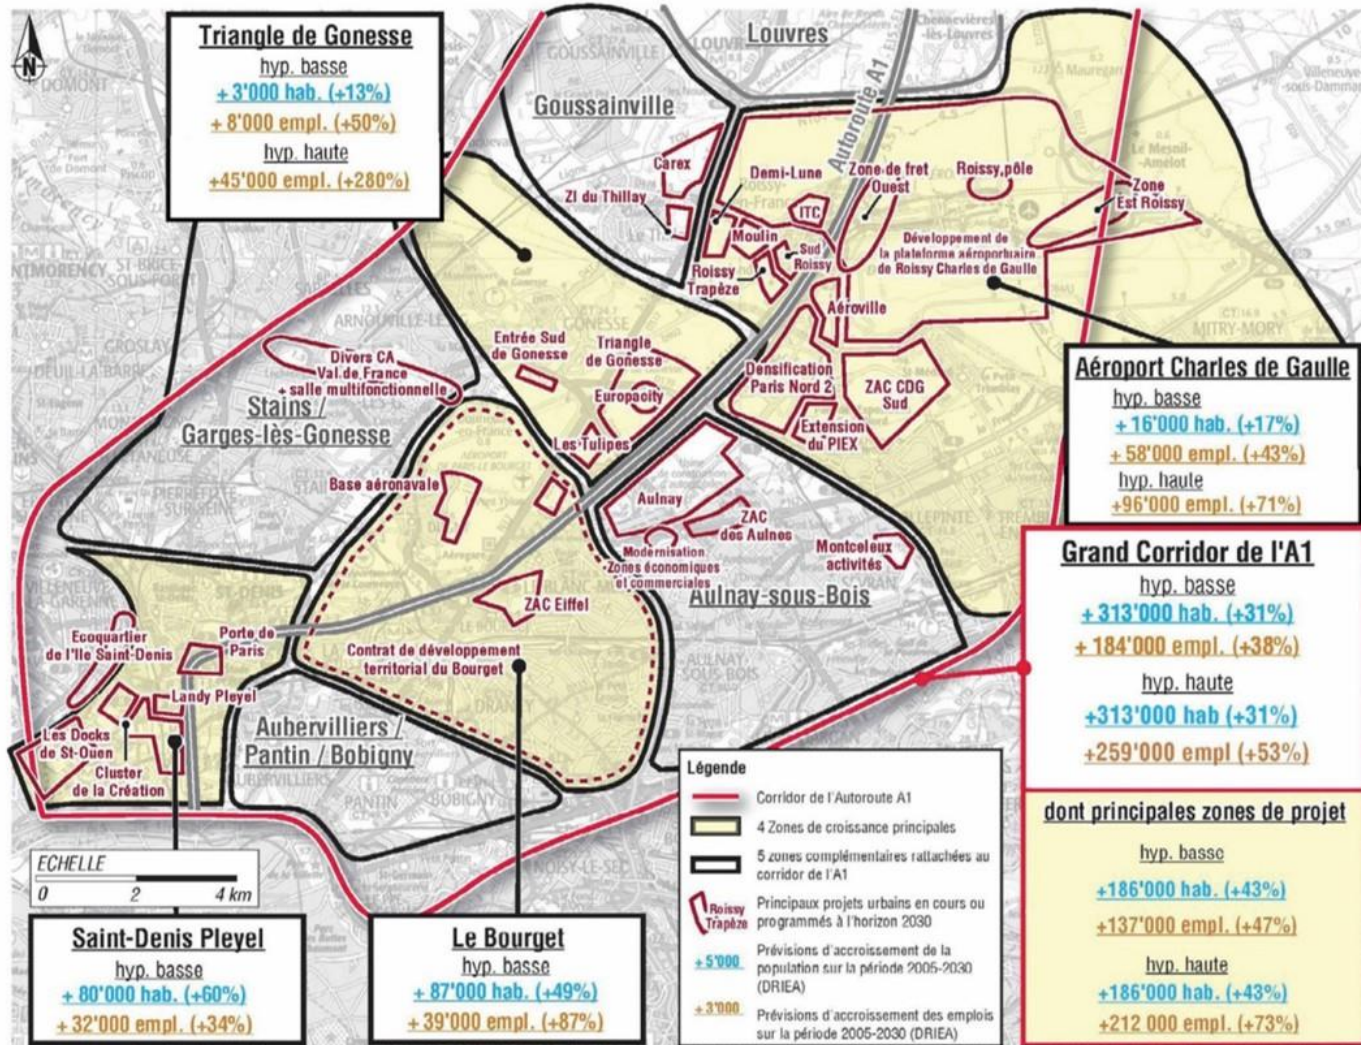 Triangle de Gonesse
hyp. basse
+ 3'000 hab. (+13%)
+ 8'000 empl. (+50%)
hyp. haute
+45'000 empl. (+280%)
N
Louvres
Goussainville
Autoroute A1
Carex
ZI du Thillay
Demi-Lune
Zone de fret
Ouest
Roissy pôle
Zone
Est Roissy
ITC
Moulin
Sud
Roissy
Roissy
Trapèze
Développement de
la plateforme aéroportuaire
de Roissy Charles de Gaulle
Aéroville
Divers CA
Val de France
+ salle multifonctionnelle
Entrée Sud
de Gonesse
Triangle
de Gonesse
Europacity
Les Tulipes
Densification
Paris Nord 2
ZAC CDG
Sud
Extension
du PIEX
Stains /
Garges-lès-Gonesse
Base aéronavale
Aulnay
ZAC
des Aulnes
Modernisation
Zones économiques
et commerciales
Montceleux
activités
Aulnay-sous-Bois
ZAC Eiffel
Contrat de développement
territorial du Bourget
Ecoquartier
de l'Ile Saint-Denis
Porte de
Paris
Landy Pleyel
Les Docks
de St-Ouen
Cluster
de la Création
Aubervilliers /
Pantin / Bobigny
Aéroport Charles de Gaulle
hyp. basse
+ 16'000 hab. (+17%)
+ 58'000 empl. (+43%)
hyp. haute
+96'000 empl. (+71%)
Grand Corridor de l'A1
hyp. basse
+ 313'000 hab. (+31%)
+ 184'000 empl. (+38%)
hyp. haute
+313'000 hab (+31%)
+259'000 empl (+53%)
dont principales zones de projet
hyp. basse
+186'000 hab. (+43%)
+137'000 empl. (+47%)
hyp. haute
+186'000 hab. (+43%)
+212 000 empl. (+73%)
ECHELLE
0 2 4 km
Saint-Denis Pleyel
hyp. basse
+ 80'000 hab. (+60%)
+ 32'000 empl. (+34%)
Le Bourget
hyp. basse
+ 87'000 hab. (+49%)
+ 39'000 empl. (+87%)
Légende
Corridor de l'Autoroute A1
4 Zones de croissance principales
5 zones complémentaires rattachées au
corridor de l'A1
Roissy
Trapèze
Principaux projets urbains en cours ou
programmés à l'horizon 2030
+ 5'000
Prévisions d'accroissement de la
population sur la période 2005-2030
(DRIEA)
+ 3'000
Prévisions d'accroissement des emplois
sur la période 2005-2030 (DRIEA)